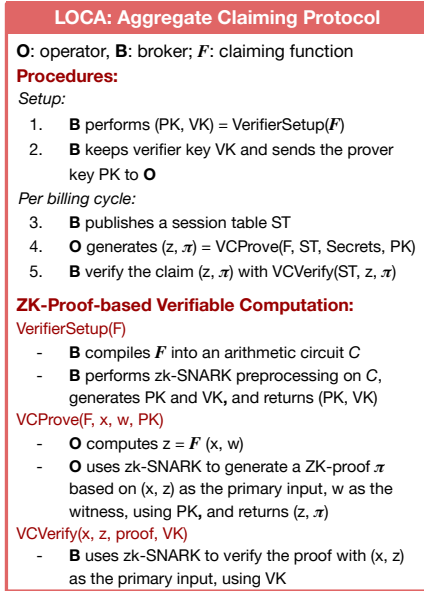 LOCA: Aggregate Claiming Protocol
O: operator, B: broker; F: claiming function
Procedures:
Setup:
1. B performs (PK, VK) = VerifierSetup(F)
2. B keeps verifier key VK and sends the prover
key PK to O
Per billing cycle:
3. B publishes a session table ST
4. O generates (z, π) = VCProve(F, ST, Secrets, PK)
5. B verify the claim (z, π) with VCVerify(ST, z, π)
ZK-Proof-based Verifiable Computation:
VerifierSetup(F)
- B compiles F into an arithmetic circuit C
- B performs zk-SNARK preprocessing on C,
generates PK and VK, and returns (PK, VK)
VCProve(F, x, w, PK)
- O computes z = F (x, w)
- O uses zk-SNARK to generate a ZK-proof π
based on (x, z) as the primary input, w as the
witness, using PK, and returns (z, π)
VCVerify(x, z, proof, VK)
- B uses zk-SNARK to verify the proof with (x, z)
as the primary input, using VK